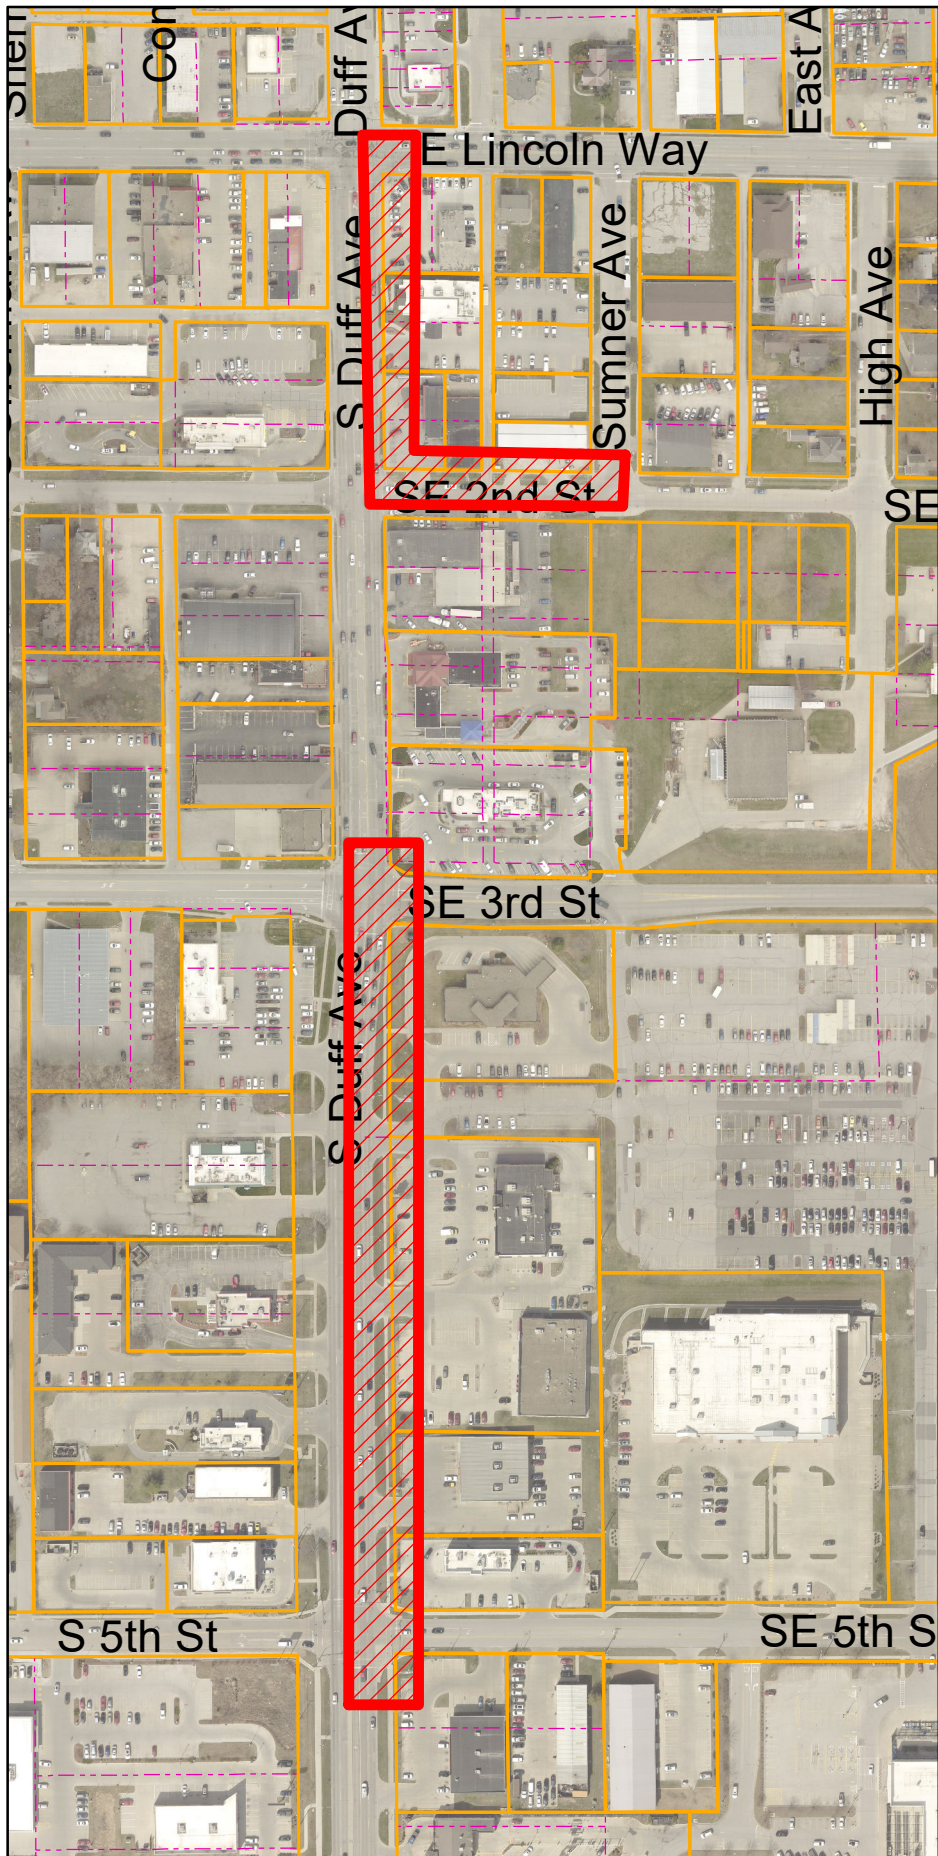 Duff Av
East A
E Lincoln Way
S Duff Ave
Sumner Ave
High Ave
SE 2nd St
SE
SE 3rd St
S Duff Ave
S 5th St
SE 5th S